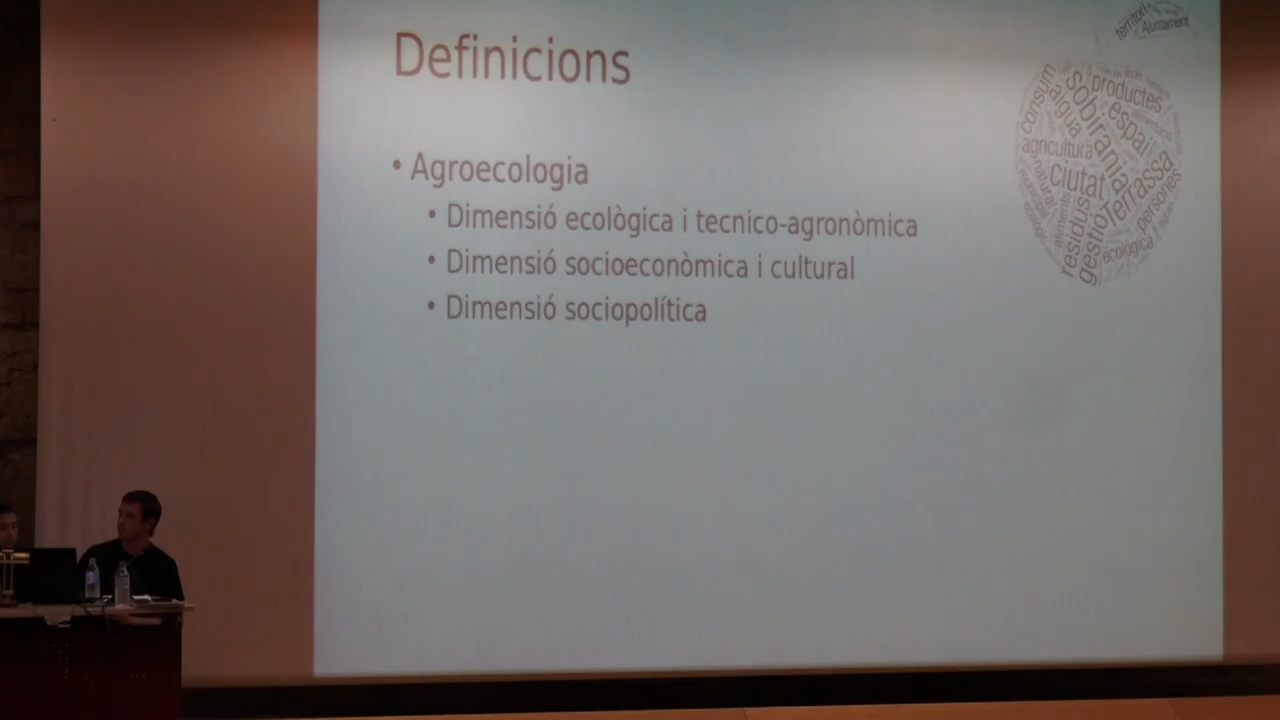 Definicions
• Agroecologia
• Dimensió ecològica i tecnico-agronòmica
• Dimensió socioeconòmica i cultural
• Dimensió sociopolítica
territori
Ajuntament
consum
aigua
sobirania
productes
espai
agricultura
ciutat
Terrassa
natural
persones
residus
gestió
ecològica